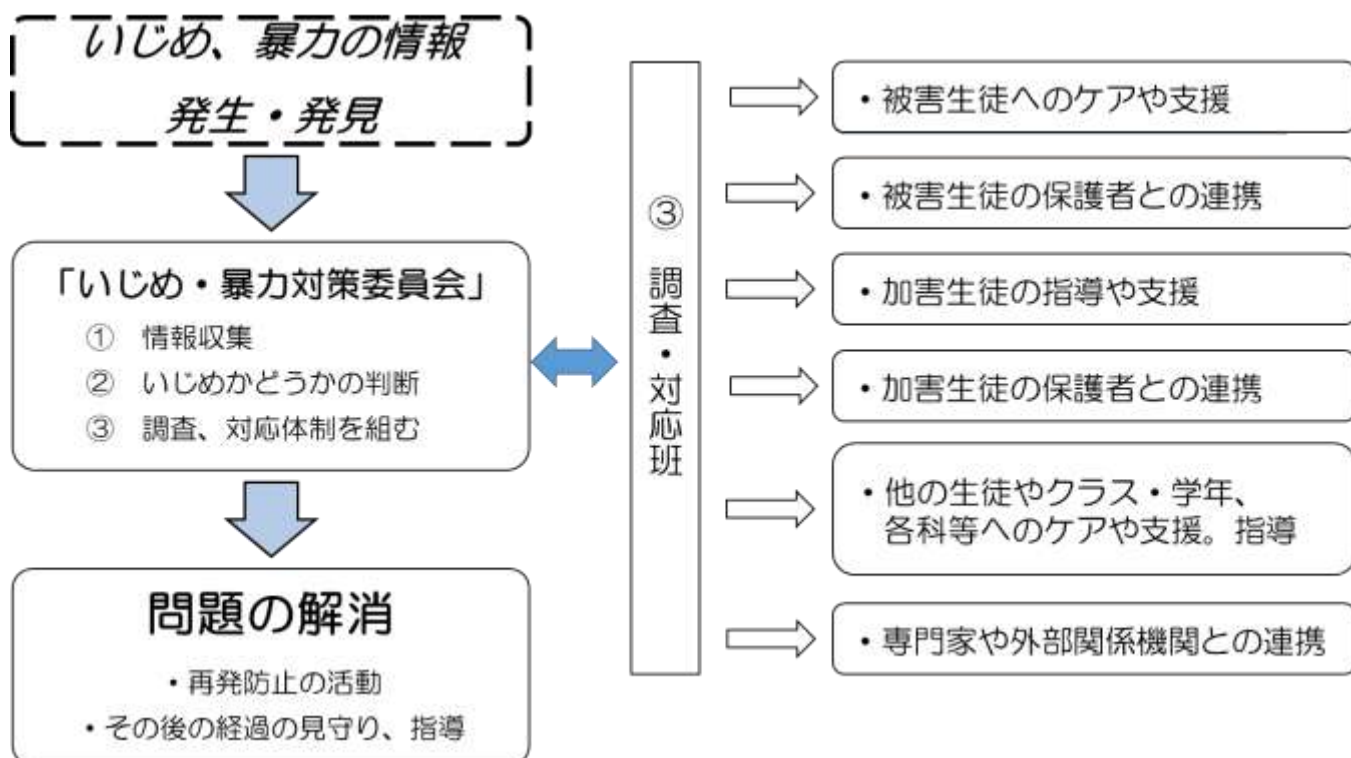 いじめ、暴力の情報
発生・発見
「いじめ・暴力対策委員会」
① 情報収集
② いじめかどうかの判断
③ 調査、対応体制を組む
問題の解消
・再発防止の活動
・その後の経過の見守り、指導
③ 調査・対応班
・被害生徒へのケアや支援
・被害生徒の保護者との連携
・加害生徒の指導や支援
・加害生徒の保護者との連携
・他の生徒やクラス・学年、
各科等へのケアや支援。指導
・専門家や外部関係機関との連携